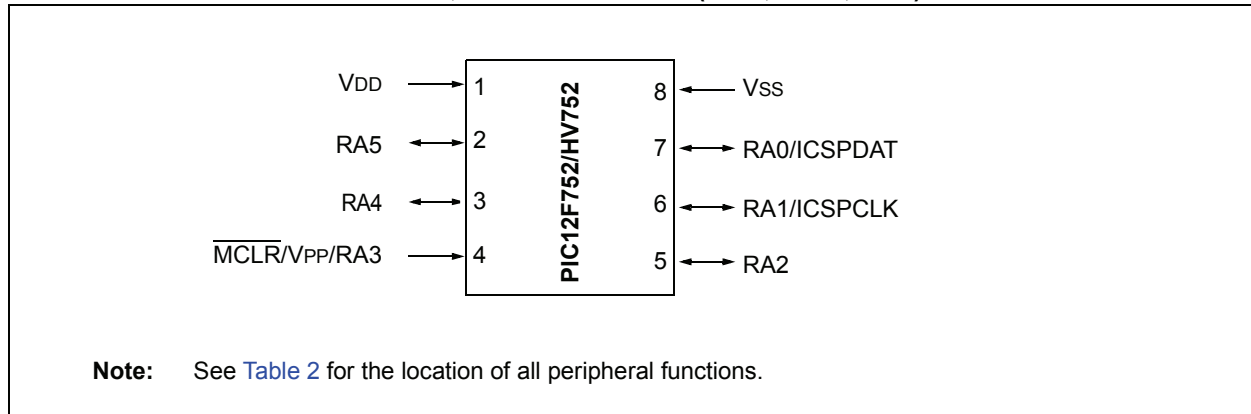 VDD 1 8 VSS
RA5 2 7 RA0/ICSPDAT
RA4 3 6 RA1/ICSPCLK
MCLR/VPP/RA3 4 5 RA2
PIC12F752/HV752
Note: See Table 2 for the location of all peripheral functions.